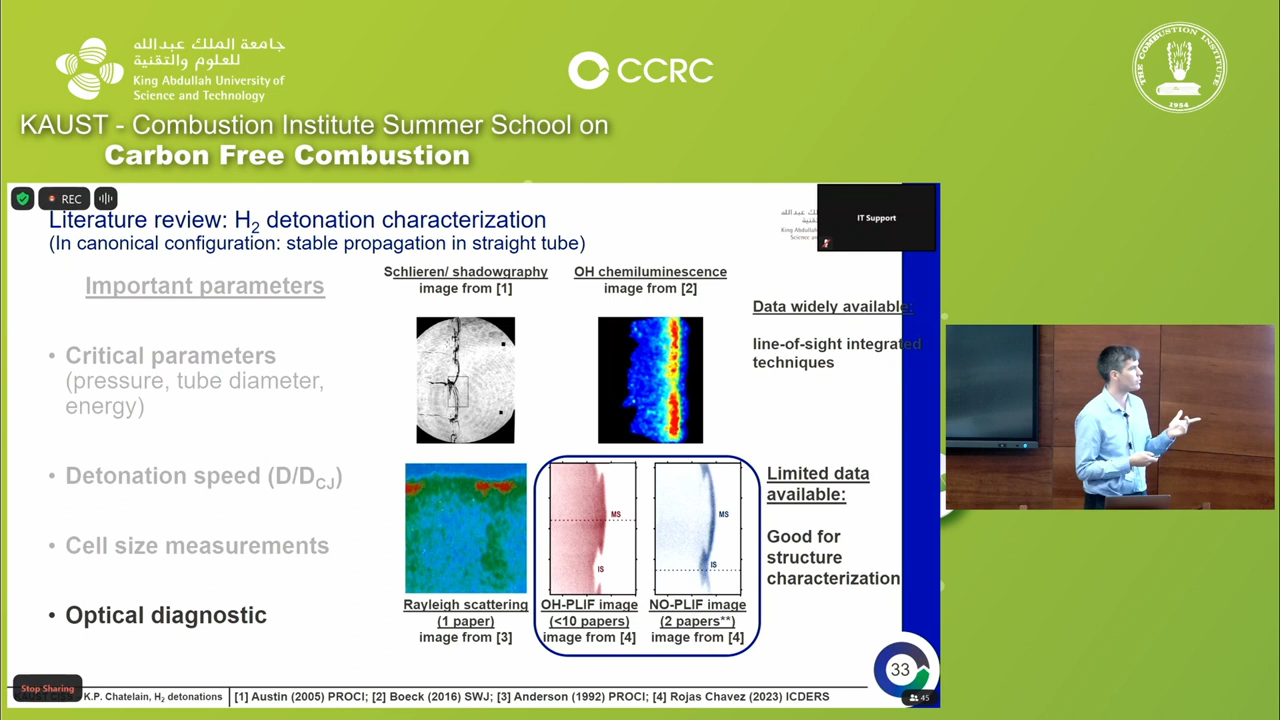 جامعة الملك عبدالله
للعلوم والتقنية
King Abdullah University of
Science and Technology
CCRC
THE COMBUSTION INSTITUTE
1954
KAUST - Combustion Institute Summer School on
Carbon Free Combustion
REC
IT Support
Literature review: H2 detonation characterization
(In canonical configuration: stable propagation in straight tube)
Important parameters
• Critical parameters
(pressure, tube diameter,
energy)
• Detonation speed (D/DCJ)
• Cell size measurements
• Optical diagnostic
Schlieren/ shadowgraphy
image from [1]
OH chemiluminescence
image from [2]
Data widely available:
line-of-sight integrated
techniques
MS
IS
MS
IS
Rayleigh scattering
(1 paper)
image from [3]
OH-PLIF image
(<10 papers)
image from [4]
NO-PLIF image
(2 papers**)
image from [4]
Limited data
available:
Good for
structure
characterization
33
45
Stop Sharing
K.P. Chatelain, H2 detonations
[1] Austin (2005) PROCI; [2] Boeck (2016) SWJ; [3] Anderson (1992) PROCI; [4] Rojas Chavez (2023) ICDERS